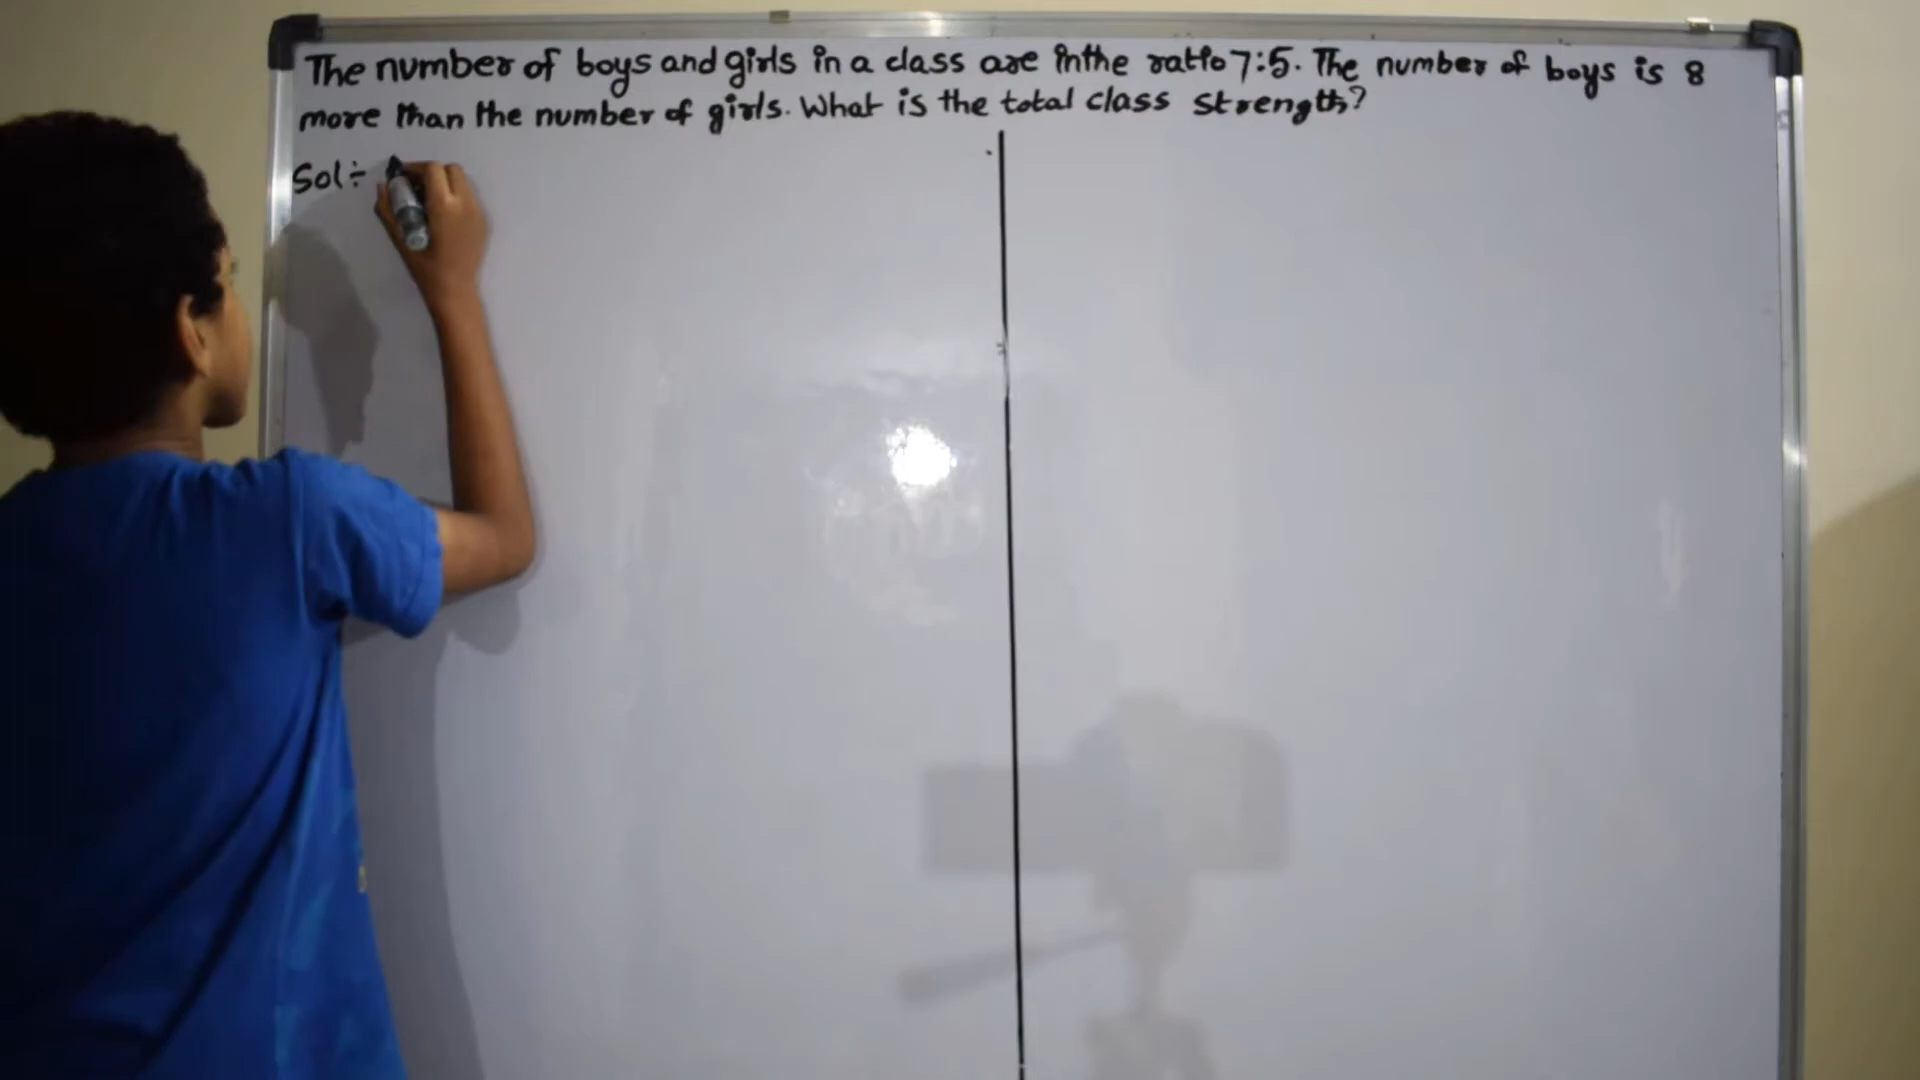 The number of boys and girls in a class are in the ratio 7:5. The number of boys is 8
more than the number of girls. What is the total class strength?
Sol÷